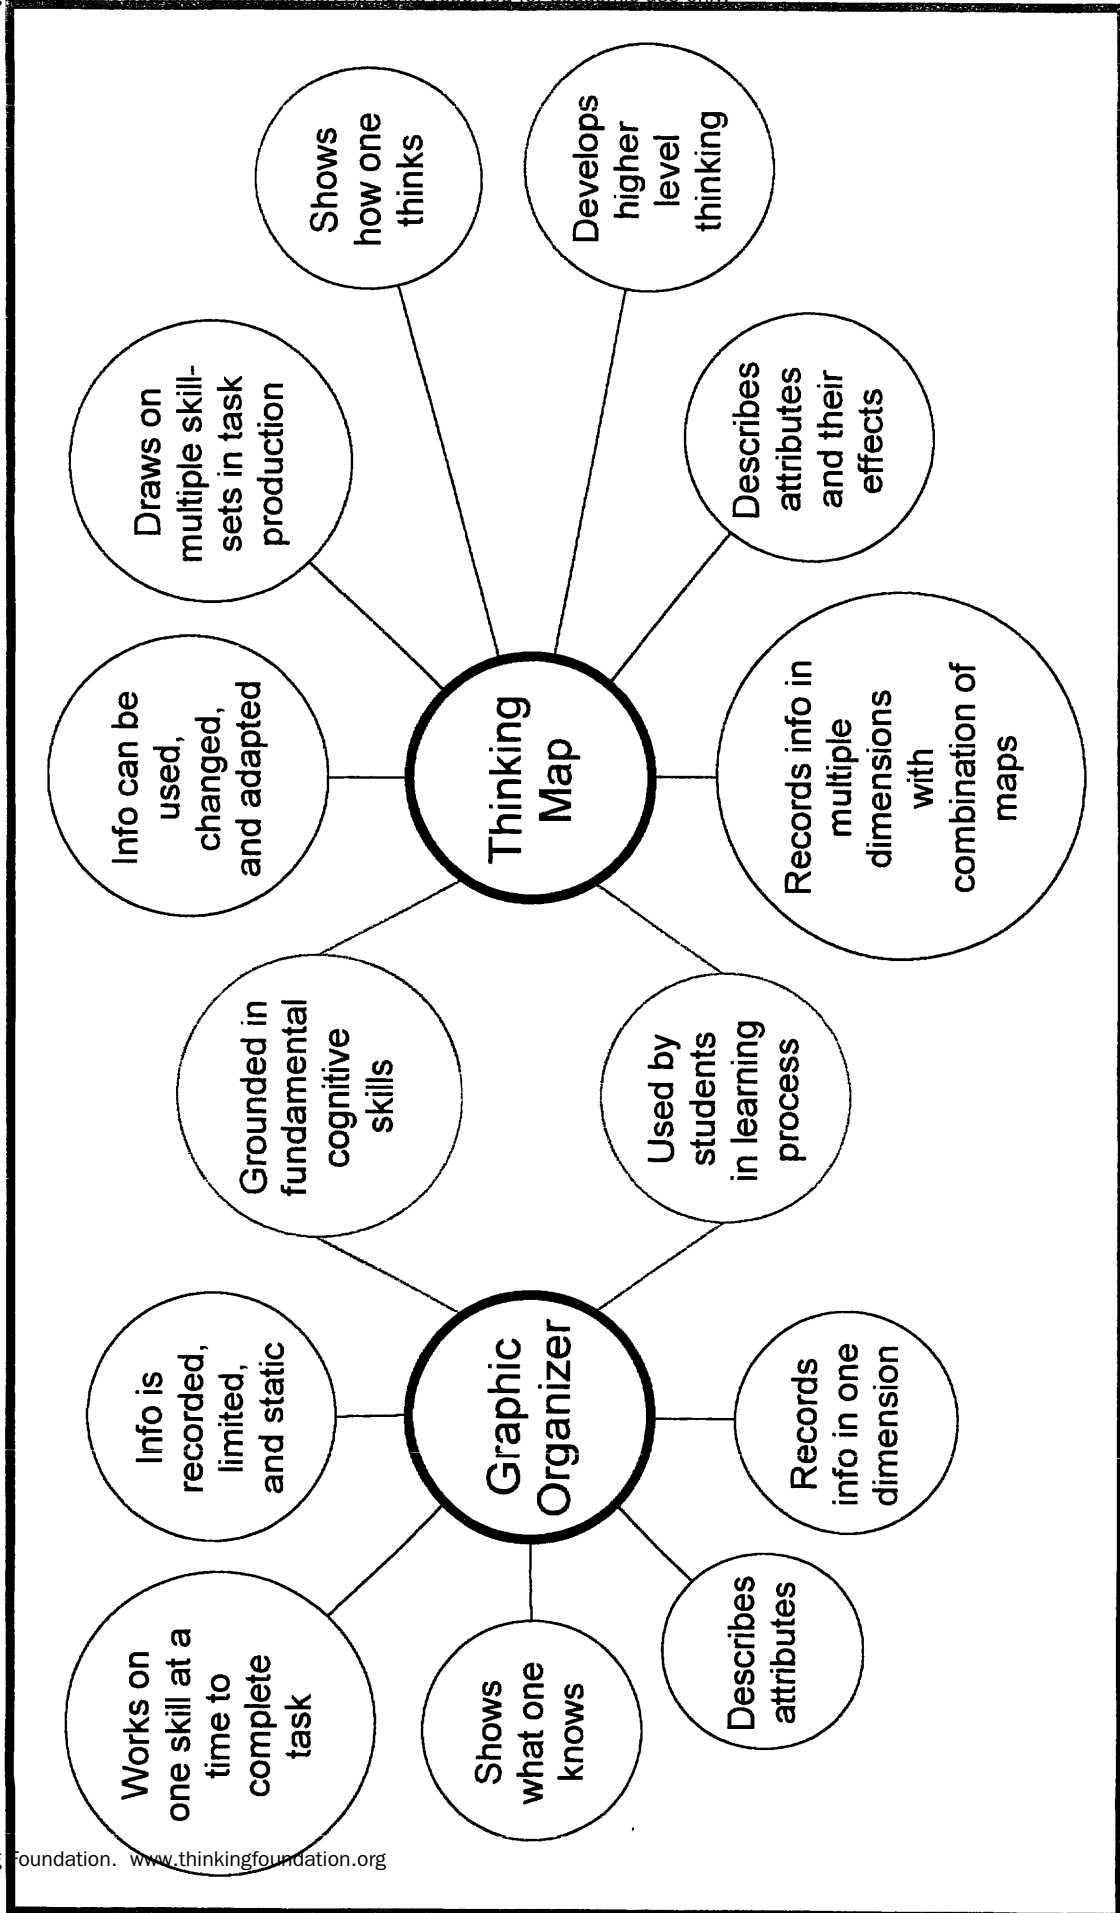 Works on
one skill at a
time to
complete
task
Info is
recorded,
limited,
and static
Shows
what one
knows
Graphic
Organizer
Describes
attributes
Records
info in one
dimension
Grounded in
fundamental
cognitive
skills
Used by
students
in learning
process
Info can be
used,
changed,
and adapted
Thinking
Map
Records info in
multiple
dimensions
with
combination of
maps
Draws on
multiple skill-
sets in task
production
Describes
attributes
and their
effects
Shows
how one
thinks
Develops
higher
level
thinking
Foundation. www.thinkingfoundation.org